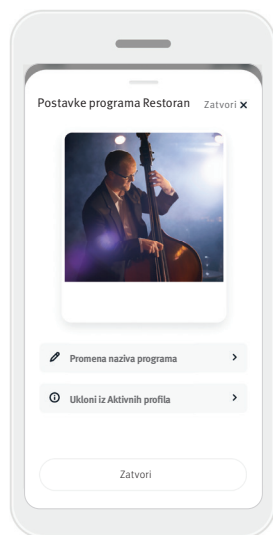 Postavke programa Restoran
Zatvori ×
Promena naziva programa
Ukloni iz Aktivnih profila
Zatvori